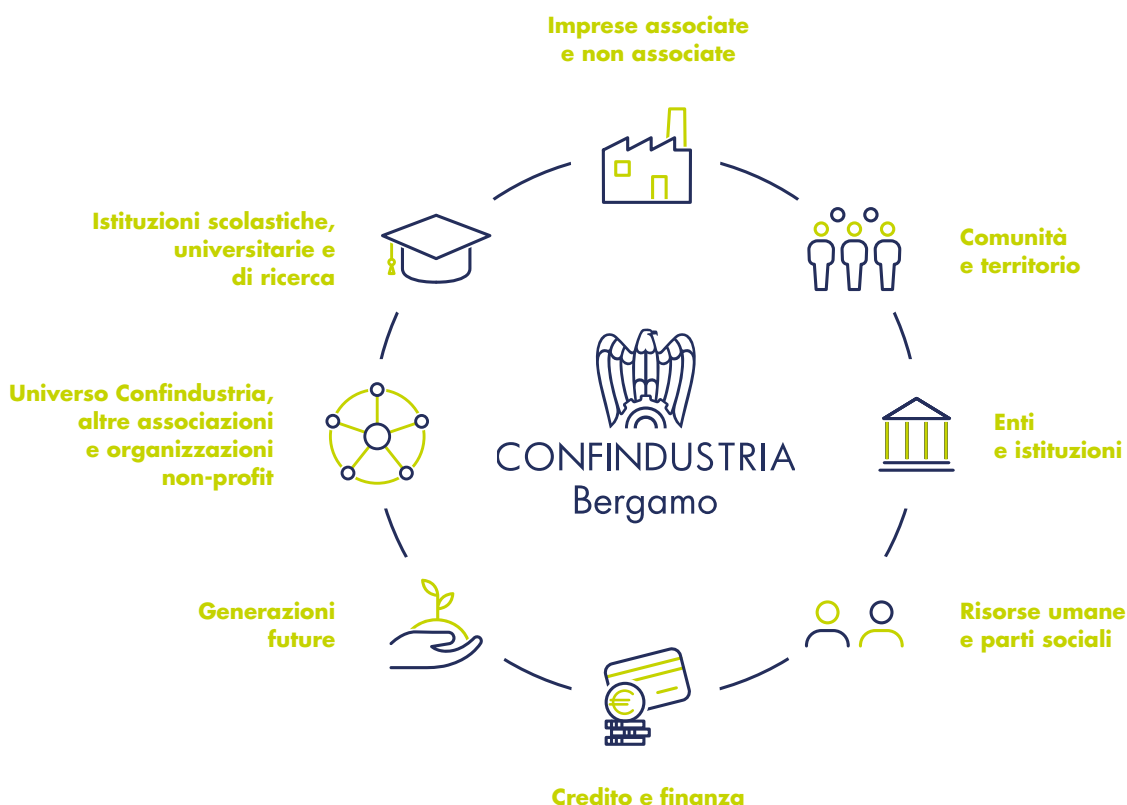 Imprese associate
e non associate
Istituzioni scolastiche,
universitarie e
di ricerca
Comunità
e territorio
Universo Confindustria,
altre associazioni
e organizzazioni
non-profit
CONFINDUSTRIA
Bergamo
Enti
e istituzioni
Generazioni
future
Risorse umane
e parti sociali
€
Credito e finanza